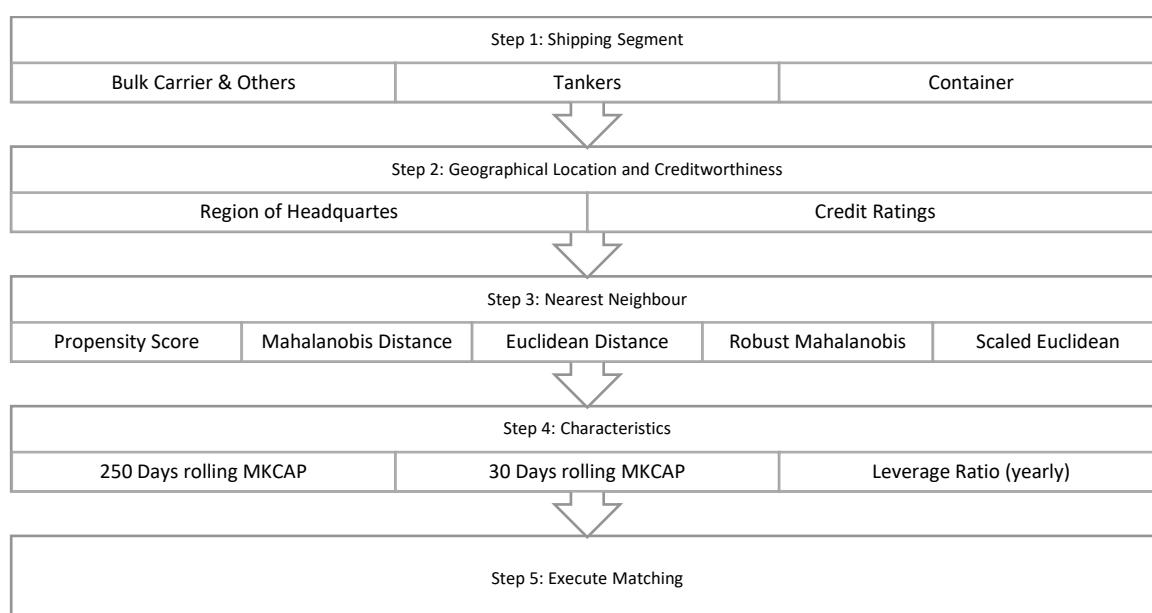 Step 1: Shipping Segment
Bulk Carrier & Others
Tankers
Container
Step 2: Geographical Location and Creditworthiness
Region of Headquartes
Credit Ratings
Step 3: Nearest Neighbour
Propensity Score
Mahalanobis Distance
Euclidean Distance
Robust Mahalanobis
Scaled Euclidean
Step 4: Characteristics
250 Days rolling MKCAP
30 Days rolling MKCAP
Leverage Ratio (yearly)
Step 5: Execute Matching